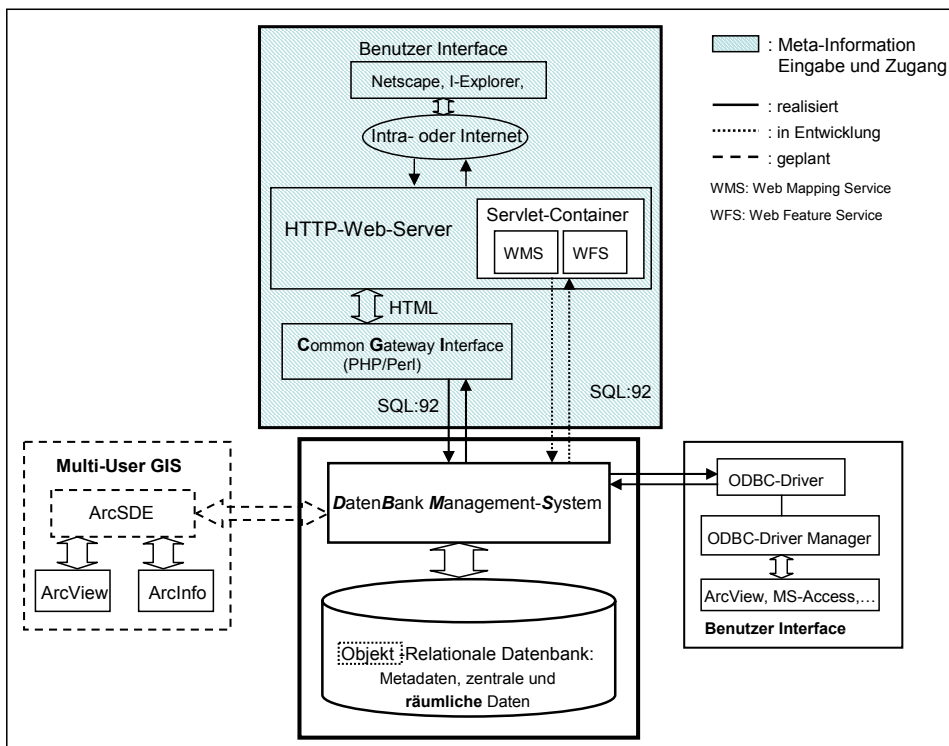 Benutzer Interface
Netscape, I-Explorer,
Intra- oder Internet
HTTP-Web-Server
Servlet-Container
WMS
WFS
HTML
Common Gateway Interface
(PHP/Perl)
SQL:92
SQL:92
: Meta-Information
Eingabe und Zugang
: realisiert
: in Entwicklung
: geplant
WMS: Web Mapping Service
WFS: Web Feature Service
Multi-User GIS
ArcSDE
ArcView
ArcInfo
DatenBank Management-System
Objekt-Relationale Datenbank:
Metadaten, zentrale und
räumliche Daten
ODBC-Driver
ODBC-Driver Manager
ArcView, MS-Access,...
Benutzer Interface